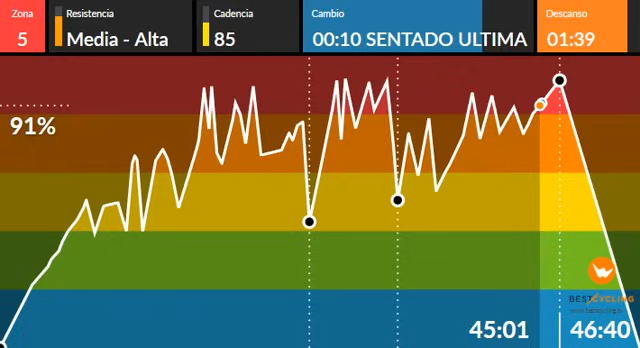 Zona
5
Resistencia
Media - Alta
Cadencia
85
Cambio
00:10 SENTADO ULTIMA
Descanso
01:39
91%
BESTCYCLING
45:01
46:40